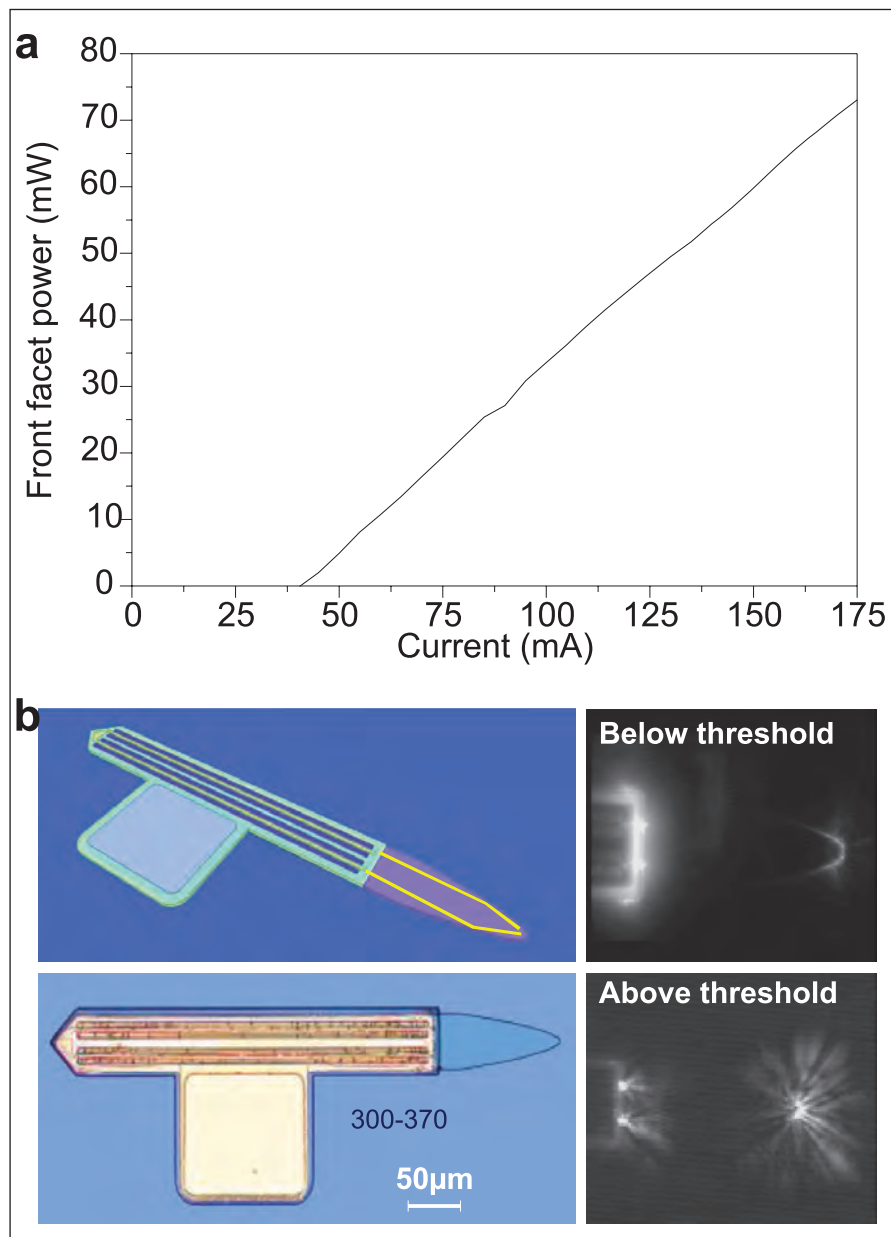 a
80
70
60
50
40
30
20
10
0
Front facet power (mW)
0 25 50 75 100 125 150 175
Current (mA)
b
Below threshold
Above threshold
300-370
50µm